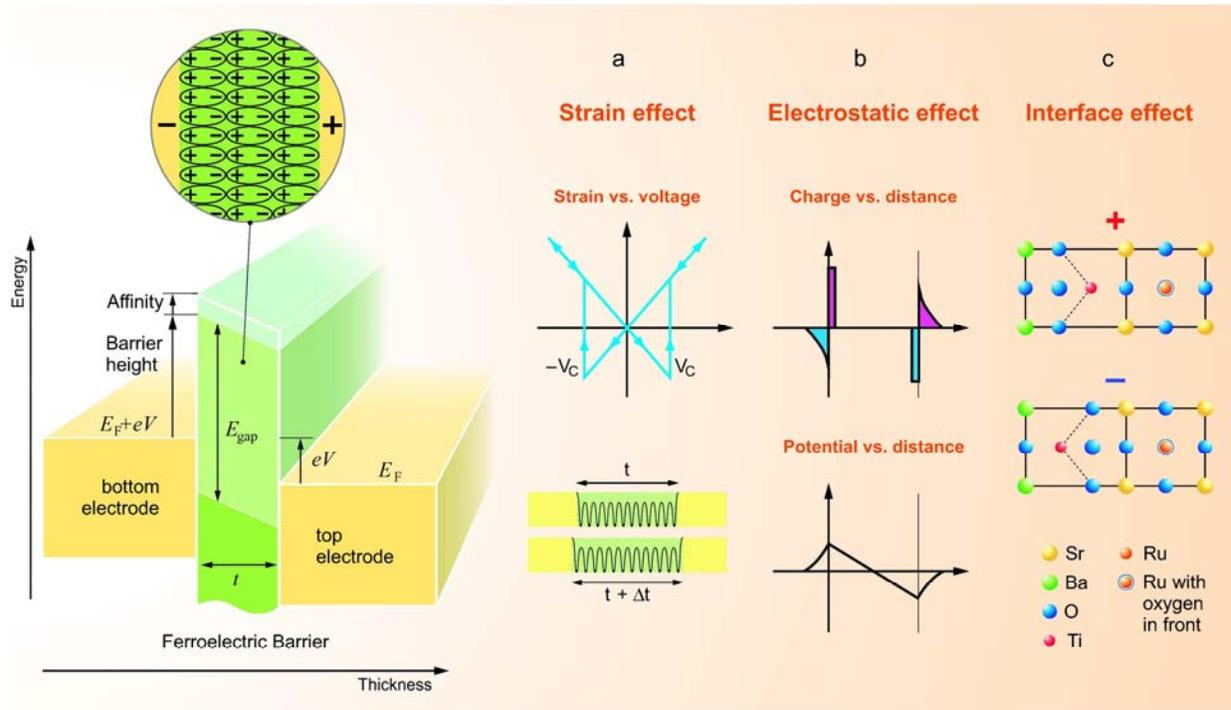 Energy
Affinity
Barrier
height
E_F+eV
E_gap
eV
E_F
bottom
electrode
top
electrode
t
Ferroelectric Barrier
Thickness
− +
a
Strain effect
Strain vs. voltage
−V_C V_C
t
t + Δt
b
Electrostatic effect
Charge vs. distance
Potential vs. distance
c
Interface effect
+
−
Sr
Ba
O
Ti
Ru
Ru with
oxygen
in front